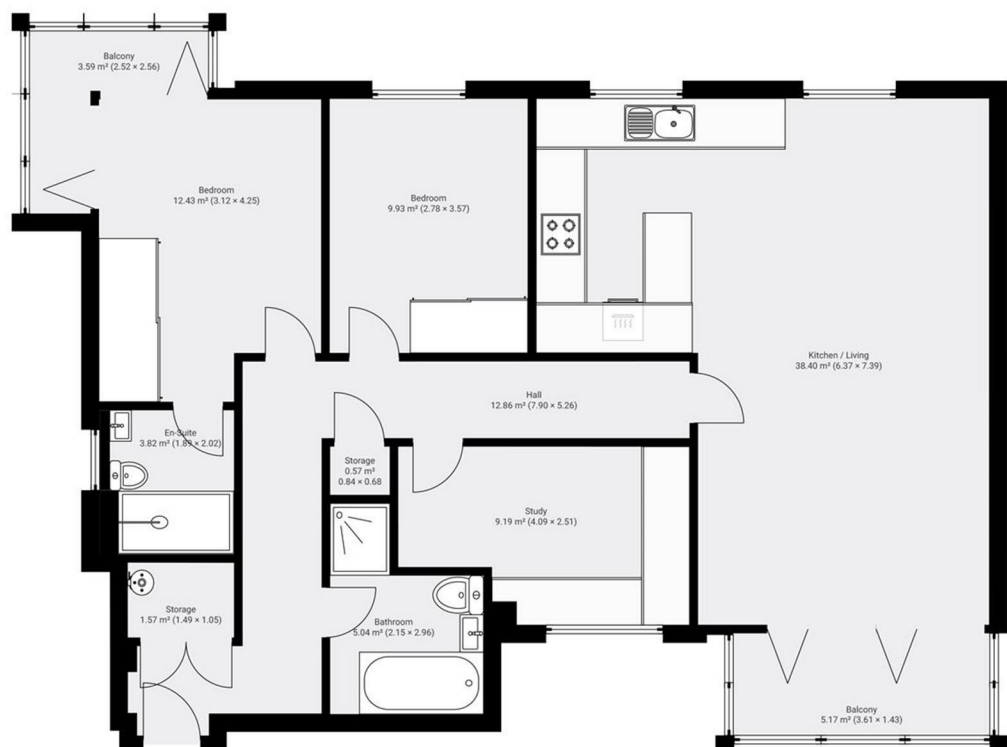 Balcony
3.59 m² (2.52 × 2.56)
Bedroom
12.43 m² (3.12 × 4.25)
Bedroom
9.93 m² (2.78 × 3.57)
Kitchen / Living
38.40 m² (6.37 × 7.39)
Hall
12.86 m² (7.90 × 5.26)
En-Suite
3.82 m² (1.89 × 2.02)
Storage
0.57 m²
0.84 × 0.68
Study
9.19 m² (4.09 × 2.51)
Storage
1.57 m² (1.49 × 1.05)
Bathroom
5.04 m² (2.15 × 2.96)
Balcony
5.17 m² (3.61 × 1.43)